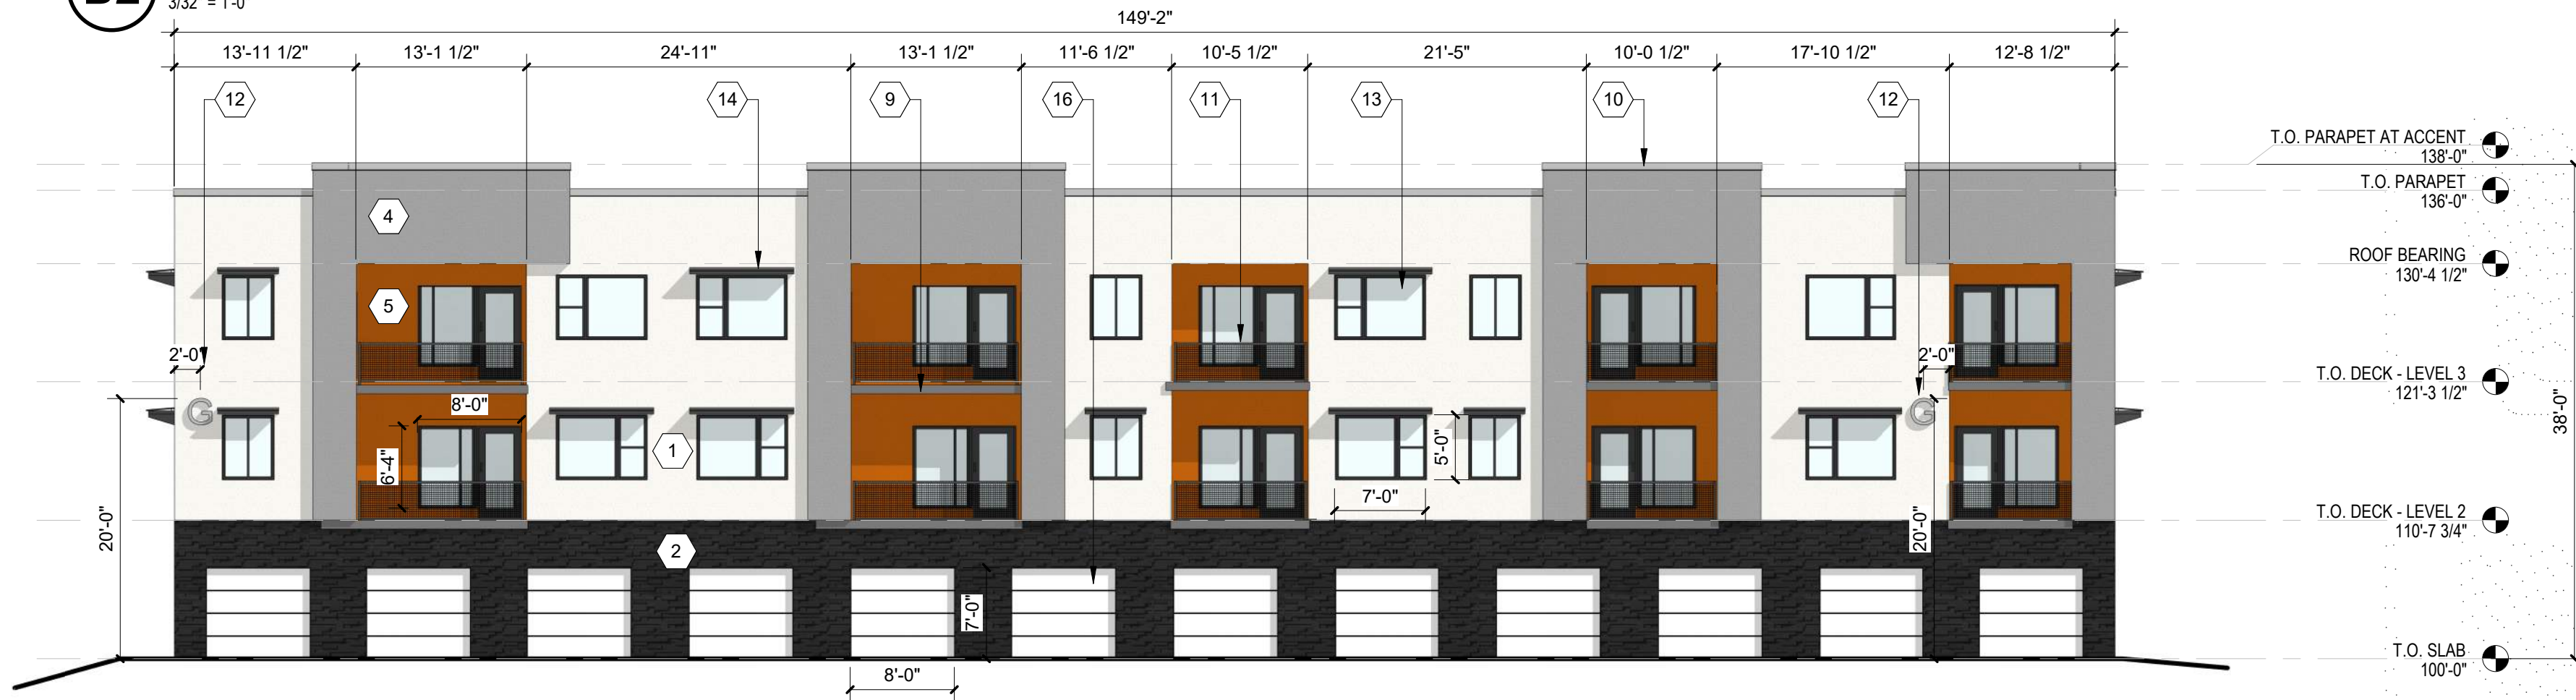 3/32" = 1'-0"
149'-2"
13'-11 1/2" 13'-1 1/2" 24'-11" 13'-1 1/2" 11'-6 1/2" 10'-5 1/2" 21'-5" 10'-0 1/2" 17'-10 1/2" 12'-8 1/2"
12 14 9 16 11 13 10 12
T.O. PARAPET AT ACCENT
138'-0"
T.O. PARAPET
136'-0"
4
ROOF BEARING
130'-4 1/2"
5
2'-0"
2'-0"
T.O. DECK - LEVEL 3
121'-3 1/2"
38'-0"
G
8'-0"
G
6'-4"
1
5'-0"
7'-0"
20'-0"
20'-0"
T.O. DECK - LEVEL 2
110'-7 3/4"
2
7'-0"
T.O. SLAB
100'-0"
8'-0"